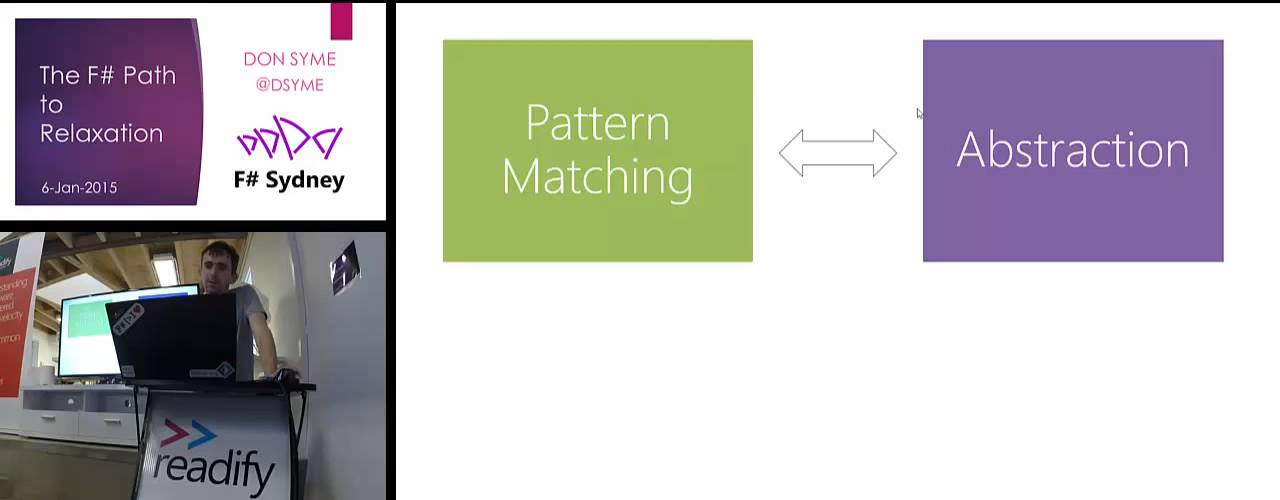 The F# Path
to
Relaxation
6-Jan-2015
DON SYME
@DSYME
F# Sydney
Pattern
Matching
Abstraction
readify